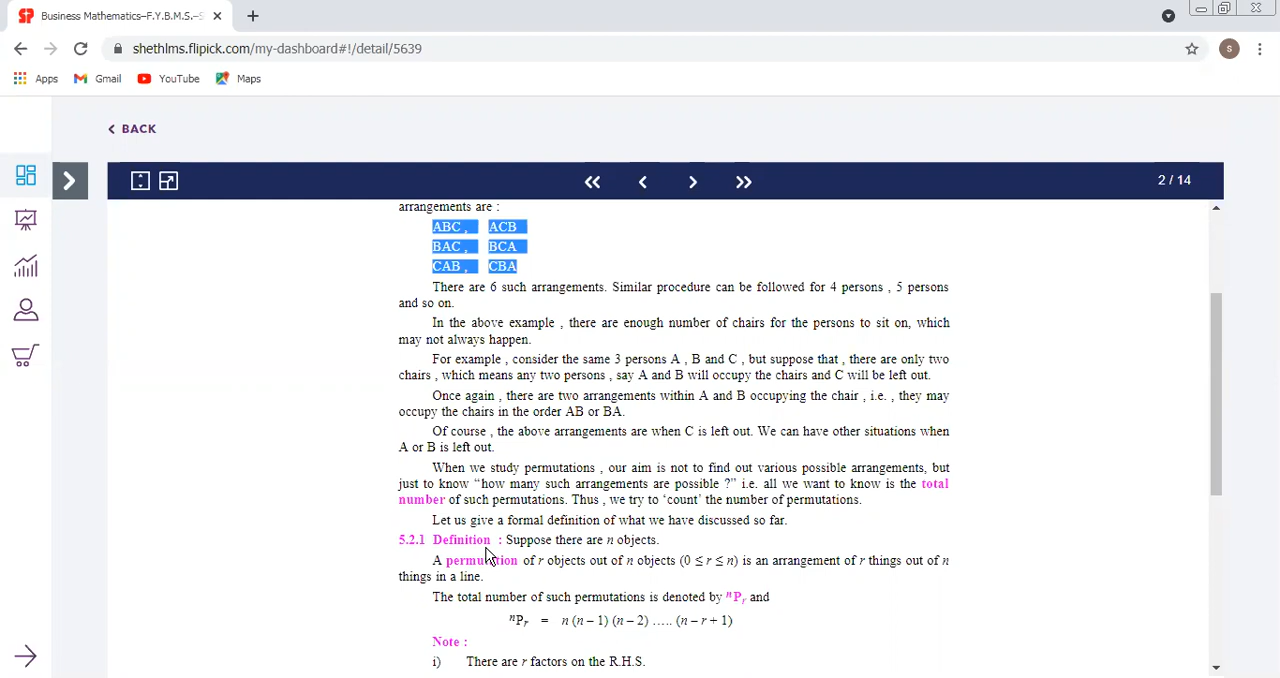 Business Mathematics–F.Y.B.M.S.–S
shethlms.flipick.com/my-dashboard#!/detail/5639
S
Apps Gmail YouTube Maps
BACK
2 / 14
arrangements are :
ABC , ACB
BAC , BCA
CAB , CBA
There are 6 such arrangements. Similar procedure can be followed for 4 persons , 5 persons
and so on.
In the above example , there are enough number of chairs for the persons to sit on, which
may not always happen.
For example , consider the same 3 persons A , B and C , but suppose that , there are only two
chairs , which means any two persons , say A and B will occupy the chairs and C will be left out.
Once again , there are two arrangements within A and B occupying the chair , i.e. , they may
occupy the chairs in the order AB or BA.
Of course , the above arrangements are when C is left out. We can have other situations when
A or B is left out.
When we study permutations , our aim is not to find out various possible arrangements, but
just to know “how many such arrangements are possible ?” i.e. all we want to know is the total
number of such permutations. Thus , we try to ‘count’ the number of permutations.
Let us give a formal definition of what we have discussed so far.
5.2.1 Definition : Suppose there are n objects.
A permutation of r objects out of n objects (0 ≤ r ≤ n) is an arrangement of r things out of n
things in a line.
The total number of such permutations is denoted by ⁿPᵣ and
ⁿPᵣ = n (n – 1) (n – 2) ..... (n – r + 1)
Note :
i) There are r factors on the R.H.S.